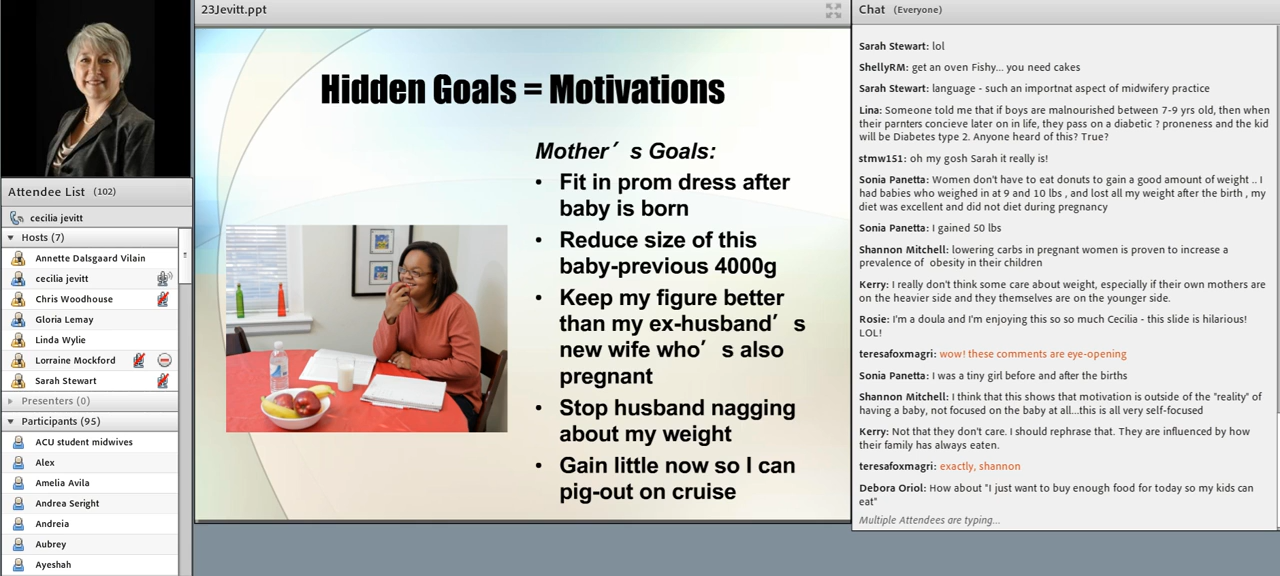 23Jevitt.ppt
Attendee List (102)
cecilia jevitt
Hosts (7)
Annette Dalsgaard Vilain
cecilia jevitt
Chris Woodhouse
Gloria Lemay
Linda Wylie
Lorraine Mockford
Sarah Stewart
Presenters (0)
Participants (95)
ACU student midwives
Alex
Amelia Avila
Andrea Seright
Andreia
Aubrey
Ayeshah
Hidden Goals = Motivations
Mother’ s Goals:
• Fit in prom dress after
baby is born
• Reduce size of this
baby-previous 4000g
• Keep my figure better
than my ex-husband’ s
new wife who’ s also
pregnant
• Stop husband nagging
about my weight
• Gain little now so I can
pig-out on cruise
Chat (Everyone)
Sarah Stewart: lol
ShellyRM: get an oven Fishy... you need cakes
Sarah Stewart: language - such an importnat aspect of midwifery practice
Lina: Someone told me that if boys are malnourished between 7-9 yrs old, then when
their parnters concieve later on in life, they pass on a diabetic ? proneness and the kid
will be Diabetes type 2. Anyone heard of this? True?
stmw151: oh my gosh Sarah it really is!
Sonia Panetta: Women don't have to eat donuts to gain a good amount of weight .. I
had babies who weighed in at 9 and 10 lbs , and lost all my weight after the birth , my
diet was excellent and did not diet during pregnancy
Sonia Panetta: I gained 50 lbs
Shannon Mitchell: lowering carbs in pregnant women is proven to increase a
prevalence of obesity in their children
Kerry: I really don't think some care about weight, especially if their own mothers are
on the heavier side and they themselves are on the younger side.
Rosie: I'm a doula and I'm enjoying this so so much Cecilia - this slide is hilarious!
LOL!
teresafoxmagri: wow! these comments are eye-opening
Sonia Panetta: I was a tiny girl before and after the births
Shannon Mitchell: I think that this shows that motivation is outside of the "reality" of
having a baby, not focused on the baby at all...this is all very self-focused
Kerry: Not that they don't care. I should rephrase that. They are influenced by how
their family has always eaten.
teresafoxmagri: exactly, shannon
Debora Oriol: How about "I just want to buy enough food for today so my kids can
eat"
Multiple Attendees are typing...